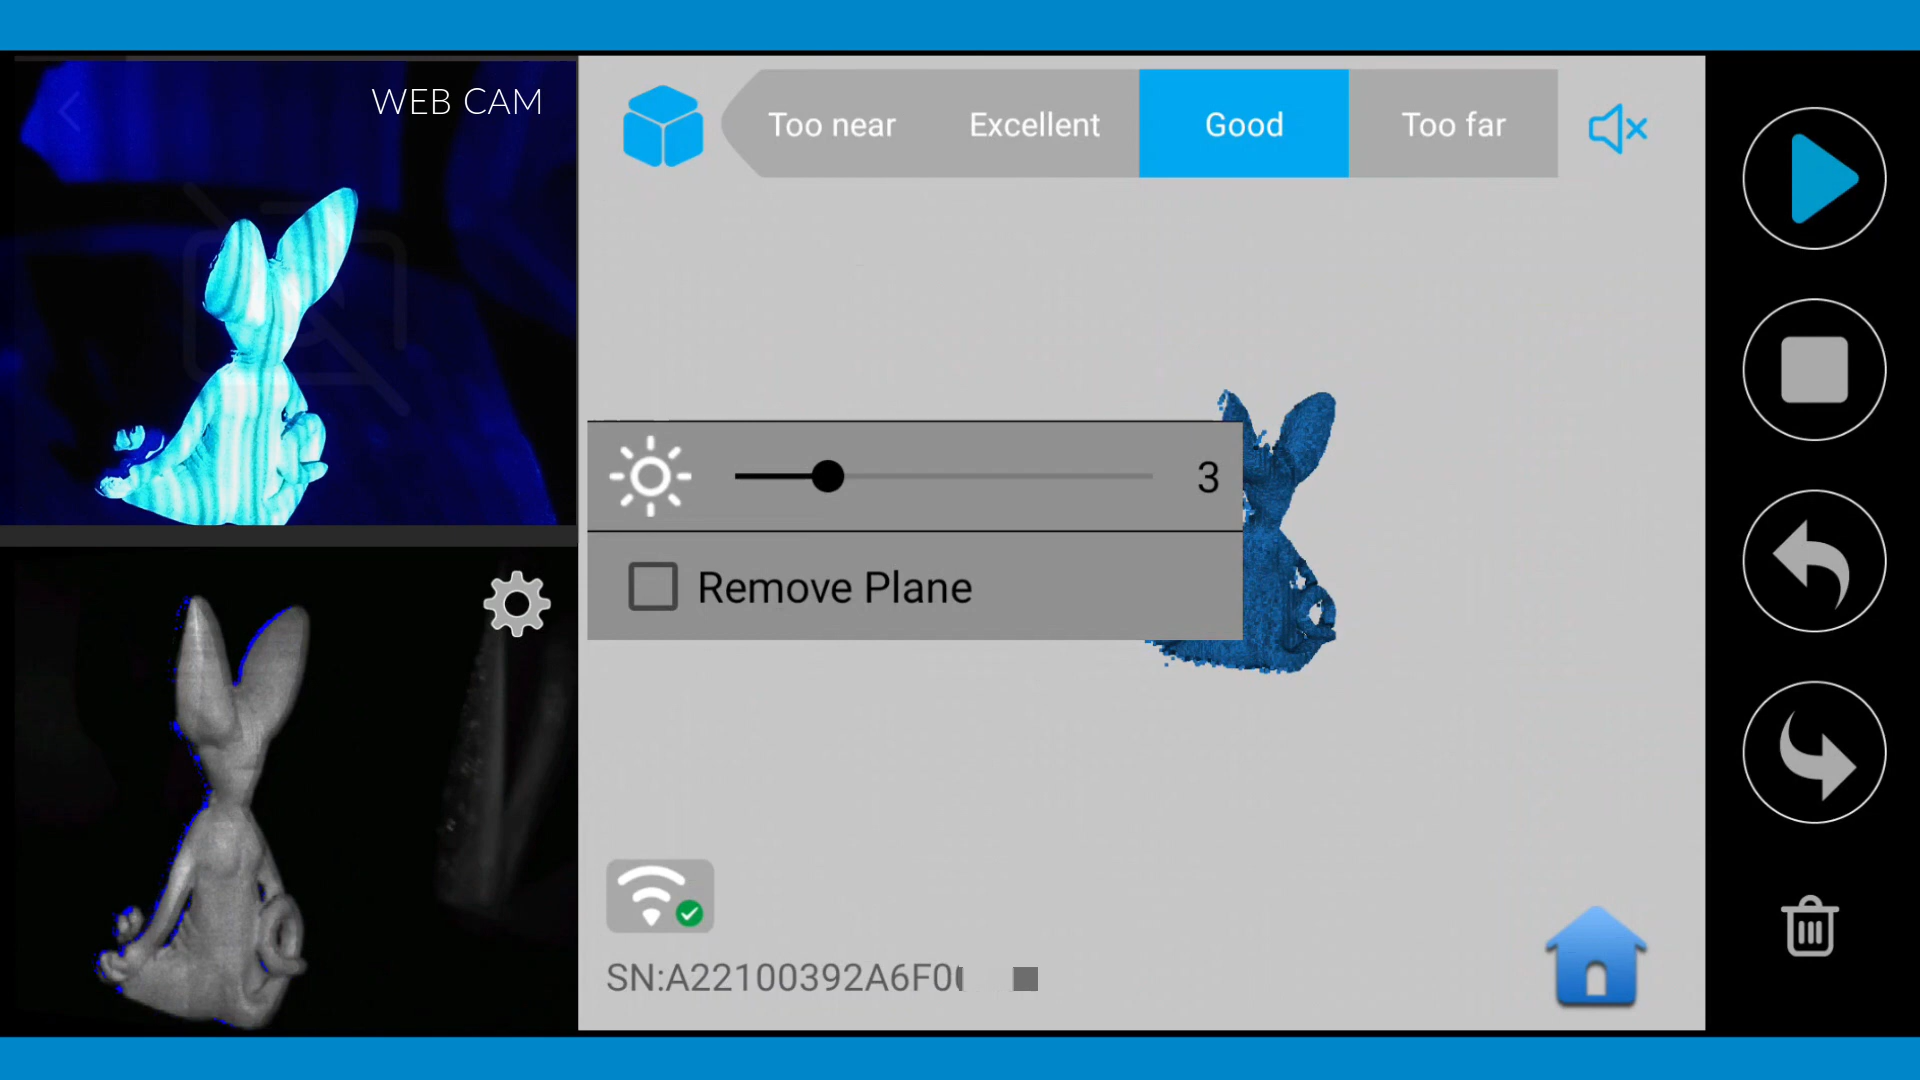 WEB CAM
Too near Excellent Good Too far
3
Remove Plane
SN:A22100392A6F0